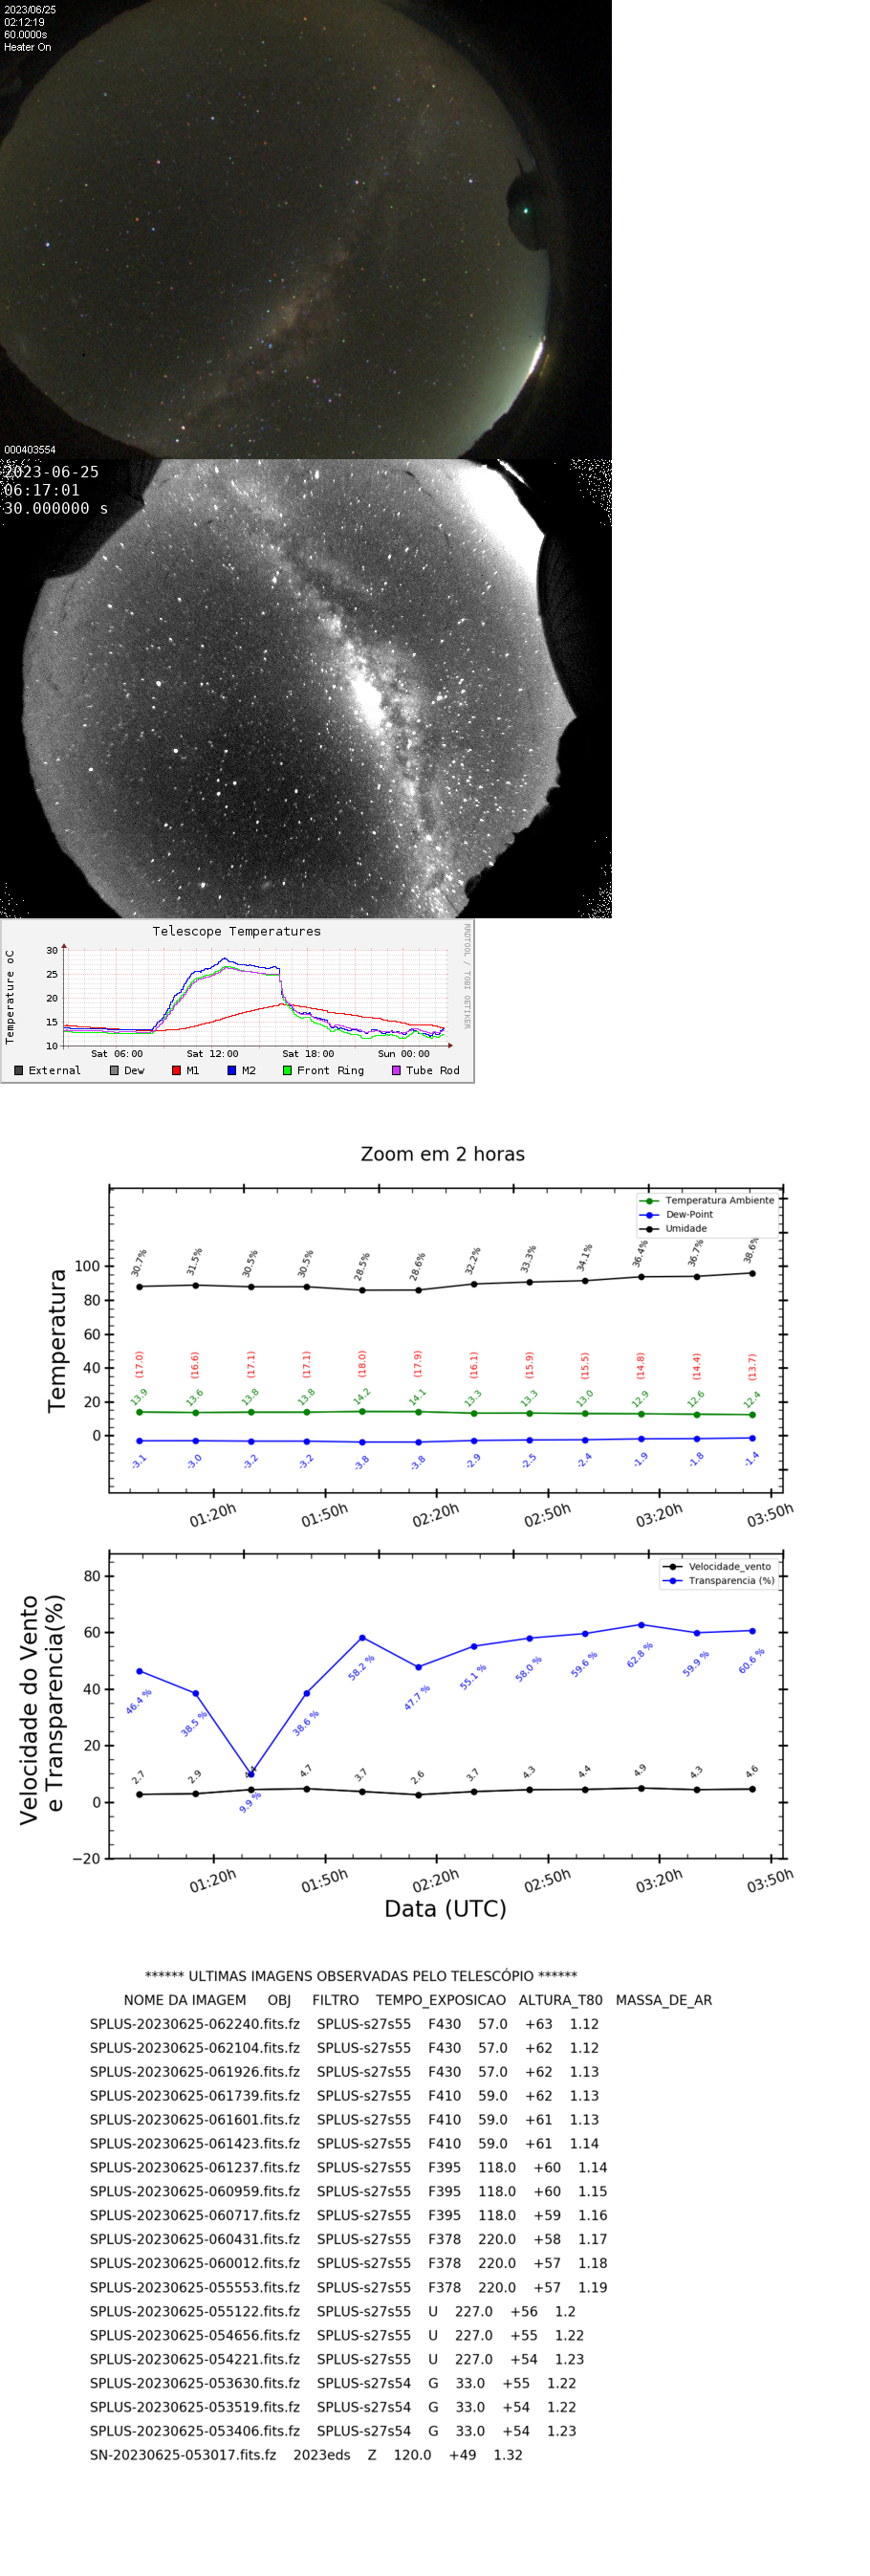 2023/06/25
02:12:19
60.0000s
Heater On
000403554
2023-06-25
06:17:01
30.000000 s
Telescope Temperatures
RRDTOOL / TOBI OETIKER
Temperature oC
30
25
20
15
10
Sat 06:00 Sat 12:00 Sat 18:00 Sun 00:00
External Dew M1 M2 Front Ring Tube Rod
Zoom em 2 horas
Temperatura Ambiente
Dew-Point
Umidade
Temperatura
100
80
60
40
20
0
30.7% 31.5% 30.5% 30.5% 28.5% 28.6% 32.2% 33.3% 34.1% 36.4% 36.7% 38.6%
(17.0) (16.6) (17.1) (17.1) (18.0) (17.9) (16.1) (15.9) (15.5) (14.8) (14.4) (13.7)
13.9 13.6 13.8 13.8 14.2 14.1 13.3 13.3 13.0 12.9 12.6 12.4
-3.1 -3.0 -3.2 -3.2 -3.8 -3.8 -2.9 -2.5 -2.4 -1.9 -1.8 -1.4
01:20h 01:50h 02:20h 02:50h 03:20h 03:50h
Velocidade_vento
Transparencia (%)
Velocidade do Vento
e Transparencia(%)
80
60
40
20
0
−20
46.4 % 38.5 % 9.9 % 38.6 % 58.2 % 47.7 % 55.1 % 58.0 % 59.6 % 62.8 % 59.9 % 60.6 %
2.7 2.9 4.4 4.7 3.7 2.6 3.7 4.3 4.4 4.9 4.3 4.6
01:20h 01:50h 02:20h 02:50h 03:20h 03:50h
Data (UTC)
****** ULTIMAS IMAGENS OBSERVADAS PELO TELESCÓPIO ******
NOME DA IMAGEM OBJ FILTRO TEMPO_EXPOSICAO ALTURA_T80 MASSA_DE_AR
SPLUS-20230625-062240.fits.fz SPLUS-s27s55 F430 57.0 +63 1.12
SPLUS-20230625-062104.fits.fz SPLUS-s27s55 F430 57.0 +62 1.12
SPLUS-20230625-061926.fits.fz SPLUS-s27s55 F430 57.0 +62 1.13
SPLUS-20230625-061739.fits.fz SPLUS-s27s55 F410 59.0 +62 1.13
SPLUS-20230625-061601.fits.fz SPLUS-s27s55 F410 59.0 +61 1.13
SPLUS-20230625-061423.fits.fz SPLUS-s27s55 F410 59.0 +61 1.14
SPLUS-20230625-061237.fits.fz SPLUS-s27s55 F395 118.0 +60 1.14
SPLUS-20230625-060959.fits.fz SPLUS-s27s55 F395 118.0 +60 1.15
SPLUS-20230625-060717.fits.fz SPLUS-s27s55 F395 118.0 +59 1.16
SPLUS-20230625-060431.fits.fz SPLUS-s27s55 F378 220.0 +58 1.17
SPLUS-20230625-060012.fits.fz SPLUS-s27s55 F378 220.0 +57 1.18
SPLUS-20230625-055553.fits.fz SPLUS-s27s55 F378 220.0 +57 1.19
SPLUS-20230625-055122.fits.fz SPLUS-s27s55 U 227.0 +56 1.2
SPLUS-20230625-054656.fits.fz SPLUS-s27s55 U 227.0 +55 1.22
SPLUS-20230625-054221.fits.fz SPLUS-s27s55 U 227.0 +54 1.23
SPLUS-20230625-053630.fits.fz SPLUS-s27s54 G 33.0 +55 1.22
SPLUS-20230625-053519.fits.fz SPLUS-s27s54 G 33.0 +54 1.22
SPLUS-20230625-053406.fits.fz SPLUS-s27s54 G 33.0 +54 1.23
SN-20230625-053017.fits.fz 2023eds Z 120.0 +49 1.32